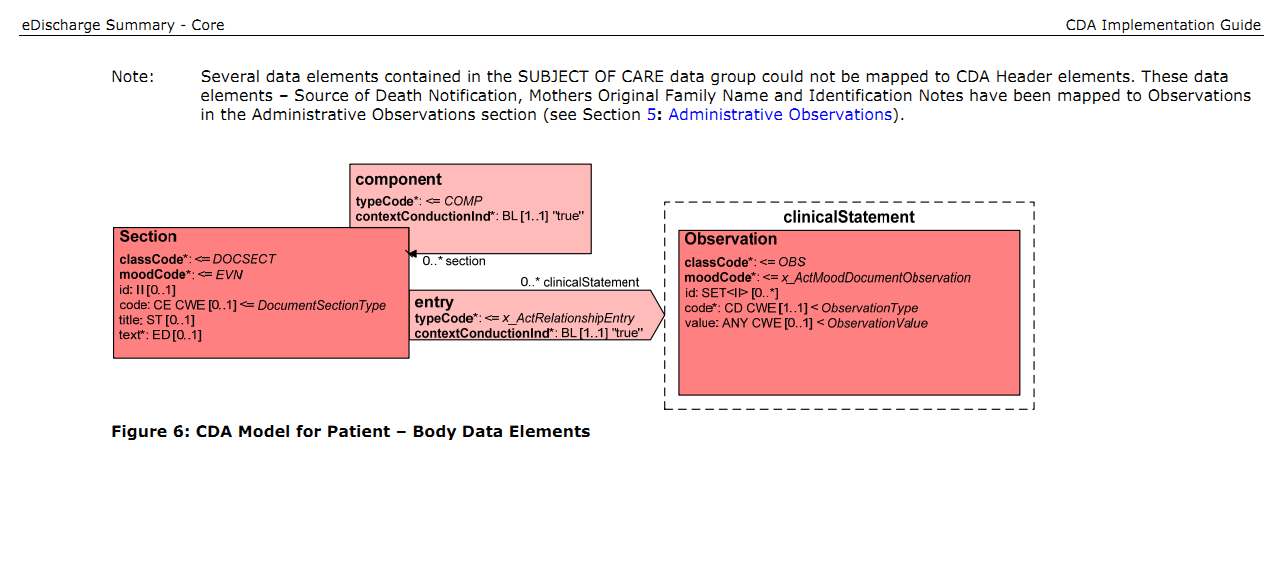 eDischarge Summary - Core
CDA Implementation Guide
Note:
Several data elements contained in the SUBJECT OF CARE data group could not be mapped to CDA Header elements. These data
elements – Source of Death Notification, Mothers Original Family Name and Identification Notes have been mapped to Observations
in the Administrative Observations section (see Section 5: Administrative Observations).
component
typeCode*: <= COMP
contextConductionInd*: BL [1..1] "true"
0..* section
Section
classCode*: <= DOCSECT
moodCode*: <= EVN
id: II [0..1]
code: CE CWE [0..1] <= DocumentSectionType
title: ST [0..1]
text*: ED [0..1]
0..* clinicalStatement
entry
typeCode*: <= x_ActRelationshipEntry
contextConductionInd*: BL [1..1] "true"
clinicalStatement
Observation
classCode*: <= OBS
moodCode*: <= x_ActMoodDocumentObservation
id: SET<II> [0..*]
code*: CD CWE [1..1] < ObservationType
value: ANY CWE [0..1] < ObservationValue
Figure 6: CDA Model for Patient – Body Data Elements